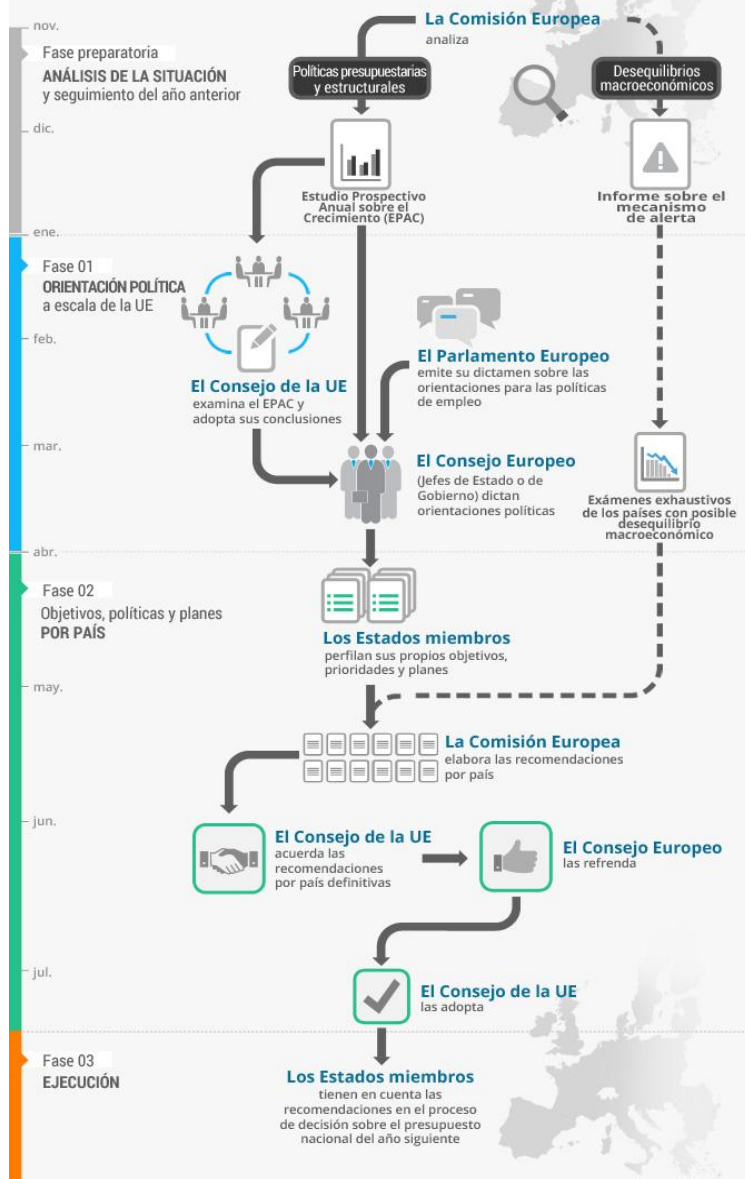 nov.
La Comisión Europea
analiza
Fase preparatoria
ANÁLISIS DE LA SITUACIÓN
y seguimiento del año anterior
Políticas presupuestarias
y estructurales
Desequilibrios
macroeconómicos
dic.
Estudio Prospectivo
Anual sobre el
Crecimiento (EPAC)
Informe sobre el
mecanismo
de alerta
ene.
Fase 01
ORIENTACIÓN POLÍTICA
a escala de la UE
feb.
El Consejo de la UE
examina el EPAC y
adopta sus conclusiones
El Parlamento Europeo
emite su dictamen sobre las
orientaciones para las políticas
de empleo
mar.
El Consejo Europeo
(Jefes de Estado o de
Gobierno) dictan
orientaciones políticas
Exámenes exhaustivos
de los países con posible
desequilibrio
macroeconómico
abr.
Fase 02
Objetivos, políticas y planes
POR PAÍS
Los Estados miembros
perfilan sus propios objetivos,
prioridades y planes
may.
La Comisión Europea
elabora las recomendaciones
por país
jun.
El Consejo de la UE
acuerda las
recomendaciones
por país definitivas
El Consejo Europeo
las refrenda
jul.
El Consejo de la UE
las adopta
Fase 03
EJECUCIÓN
Los Estados miembros
tienen en cuenta las
recomendaciones en el proceso
de decisión sobre el presupuesto
nacional del año siguiente